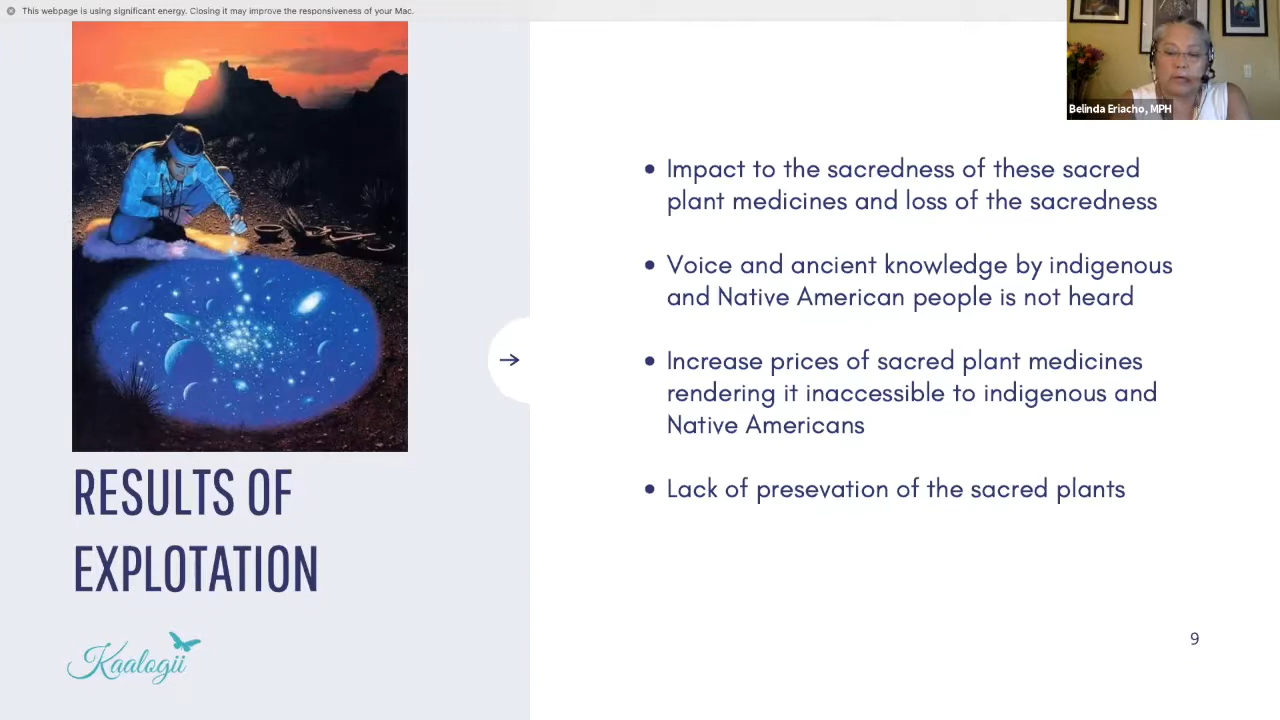 This webpage is using significant energy. Closing it may improve the responsiveness of your Mac.
Belinda Eriacho, MPH
• Impact to the sacredness of these sacred
plant medicines and loss of the sacredness
• Voice and ancient knowledge by indigenous
and Native American people is not heard
• Increase prices of sacred plant medicines
rendering it inaccessible to indigenous and
Native Americans
• Lack of presevation of the sacred plants
RESULTS OF
EXPLOTATION
Kaalogii
9